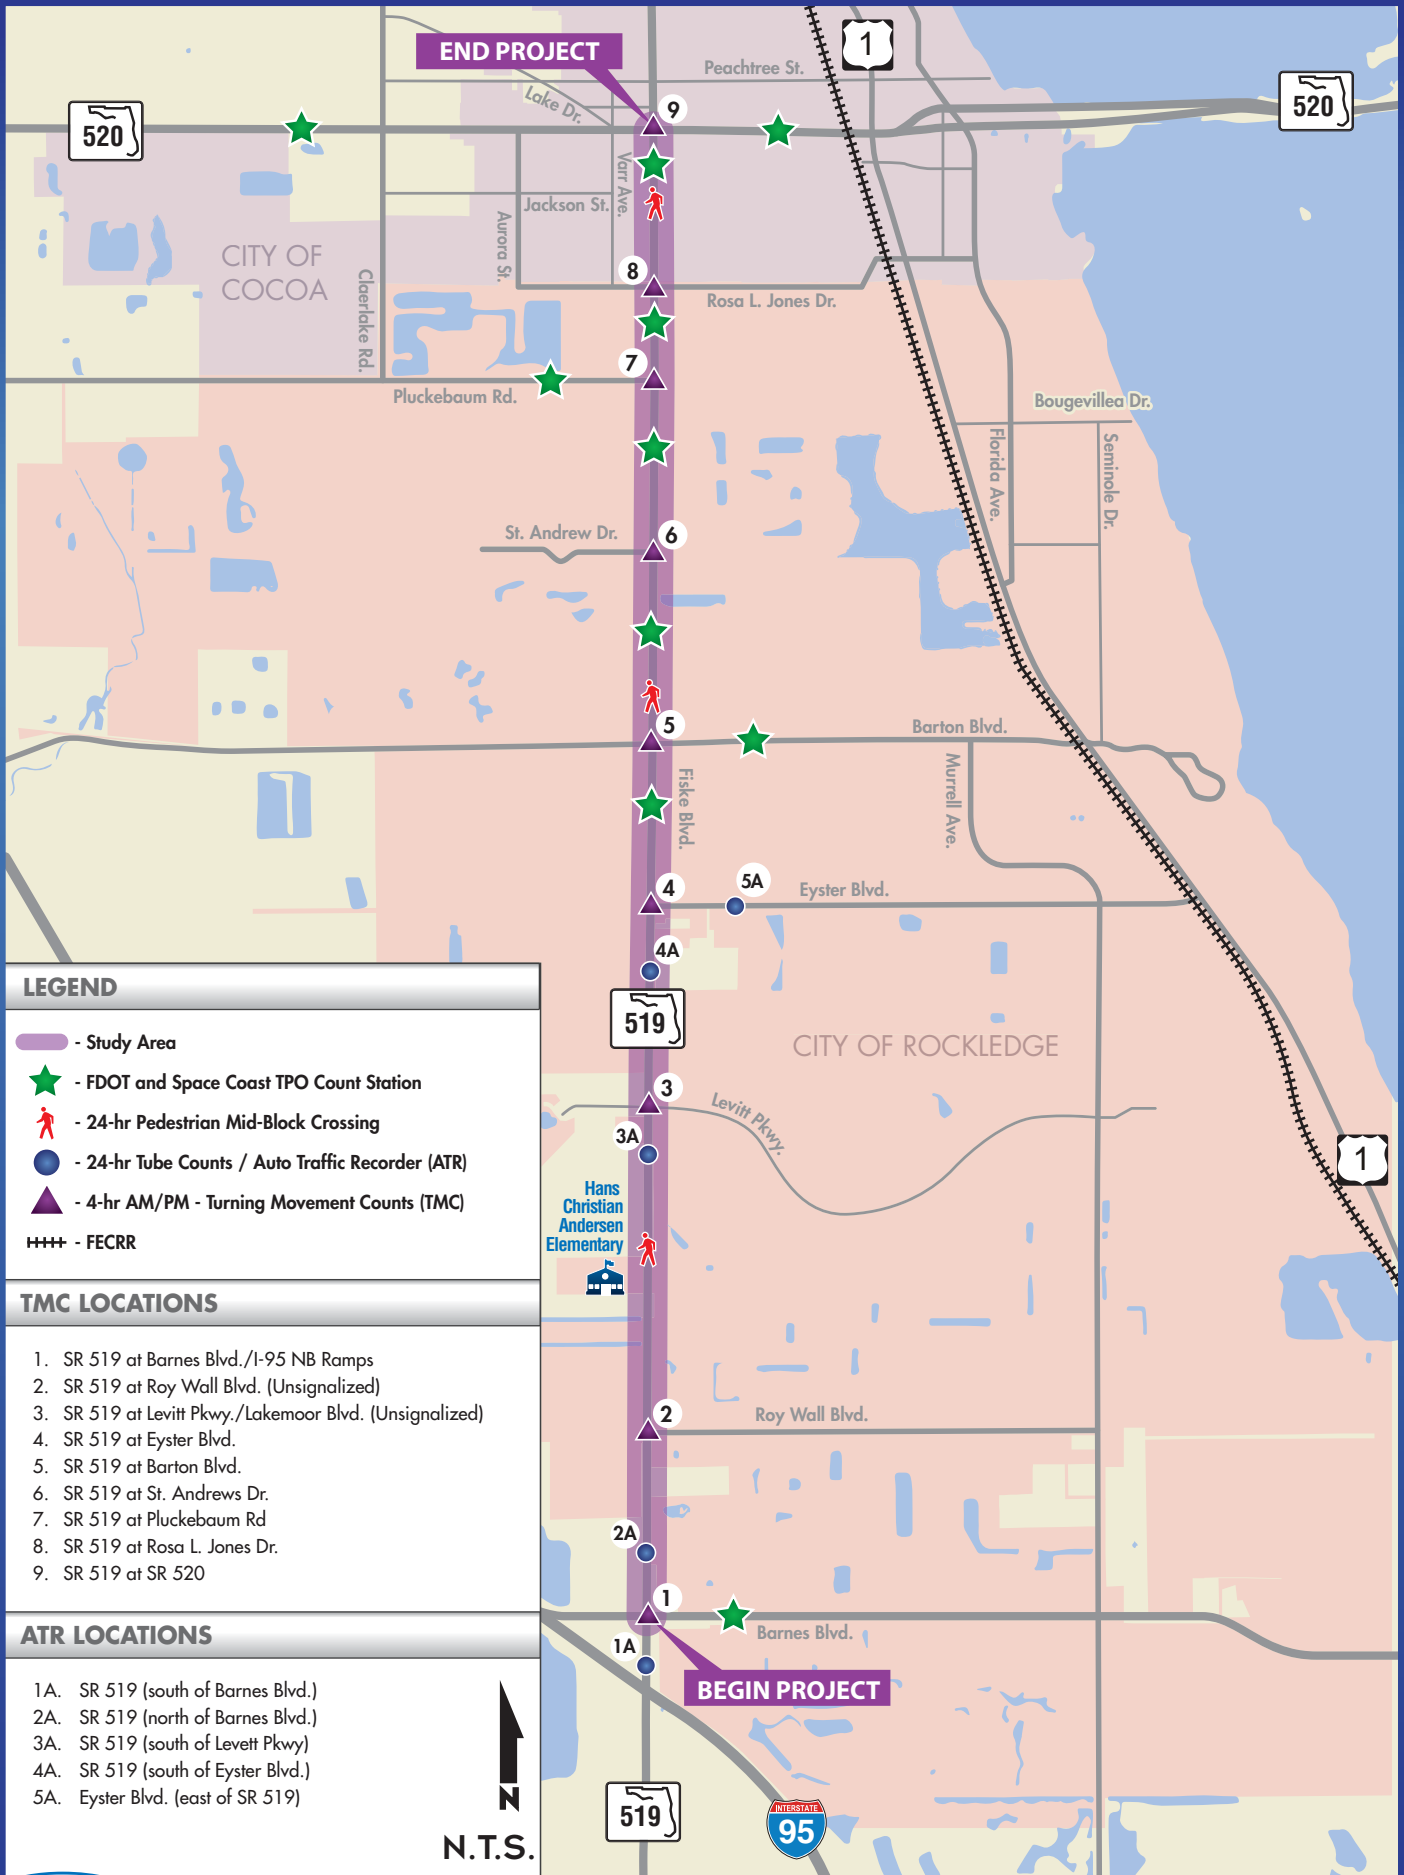 END PROJECT
1
Peachtree St.
520
520
Lake Dr.
9
Varr Ave.
Jackson St.
Aurora St.
CITY OF
COCOA
Claerlake Rd.
8
Rosa L. Jones Dr.
7
Pluckebaum Rd.
Bougevillea Dr.
Florida Ave.
Seminole Dr.
St. Andrew Dr.
6
5
Barton Blvd.
Fiske Blvd.
Murrell Ave.
4
5A
Eyster Blvd.
4A
519
CITY OF ROCKLEDGE
3
Levitt Pkwy.
3A
1
Hans
Christian
Andersen
Elementary
2
Roy Wall Blvd.
2A
1
Barnes Blvd.
1A
BEGIN PROJECT
519
INTERSTATE
95
LEGEND
- Study Area
- FDOT and Space Coast TPO Count Station
- 24-hr Pedestrian Mid-Block Crossing
- 24-hr Tube Counts / Auto Traffic Recorder (ATR)
- 4-hr AM/PM - Turning Movement Counts (TMC)
- FECRR
TMC LOCATIONS
1. SR 519 at Barnes Blvd./I-95 NB Ramps
2. SR 519 at Roy Wall Blvd. (Unsignalized)
3. SR 519 at Levitt Pkwy./Lakemoor Blvd. (Unsignalized)
4. SR 519 at Eyster Blvd.
5. SR 519 at Barton Blvd.
6. SR 519 at St. Andrews Dr.
7. SR 519 at Pluckebaum Rd
8. SR 519 at Rosa L. Jones Dr.
9. SR 519 at SR 520
ATR LOCATIONS
1A. SR 519 (south of Barnes Blvd.)
2A. SR 519 (north of Barnes Blvd.)
3A. SR 519 (south of Levett Pkwy)
4A. SR 519 (south of Eyster Blvd.)
5A. Eyster Blvd. (east of SR 519)
N
N.T.S.